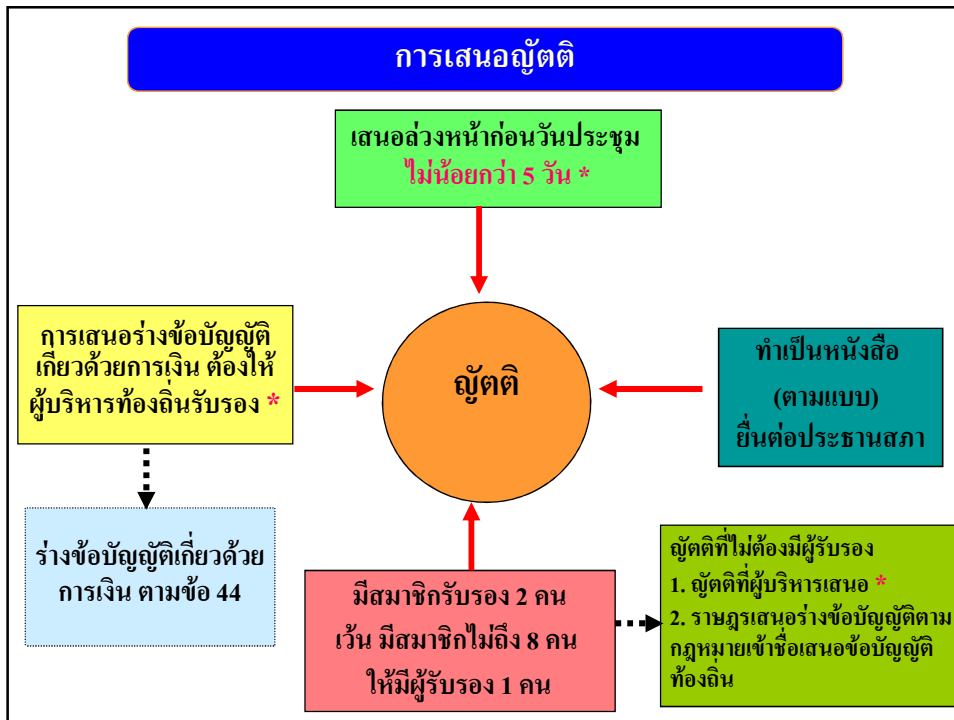 การเสนอญัตติ
เสนอล่วงหน้าก่อนวันประชุม
ไม่น้อยกว่า 5 วัน *
การเสนอร่างข้อบัญญัติ
เกี่ยวด้วยการเงิน ต้องให้
ผู้บริหารท้องถิ่นรับรอง *
ญัตติ
ทำเป็นหนังสือ
(ตามแบบ)
ยื่นต่อประธานสภา
ร่างข้อบัญญัติเกี่ยวด้วย
การเงิน ตามข้อ 44
มีสมาชิกรับรอง 2 คน
เว้น มีสมาชิกไม่ถึง 8 คน
ให้มีผู้รับรอง 1 คน
ญัตติที่ไม่ต้องมีผู้รับรอง
1. ญัตติที่ผู้บริหารเสนอ *
2. ราษฎรเสนอร่างข้อบัญญัติตาม
กฎหมายเข้าชื่อเสนอข้อบัญญัติ
ท้องถิ่น